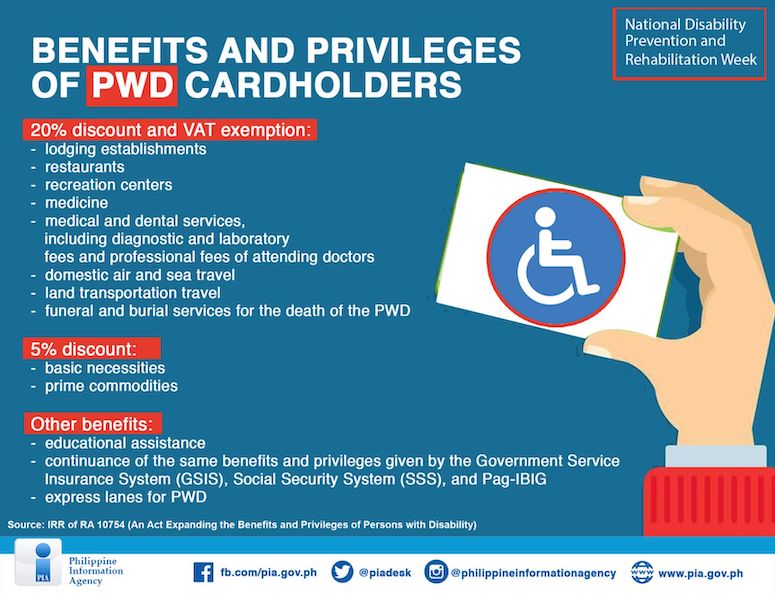 National Disability
Prevention and
Rehabilitation Week
BENEFITS AND PRIVILEGES
OF PWD CARDHOLDERS
20% discount and VAT exemption:
- lodging establishments
- restaurants
- recreation centers
- medicine
- medical and dental services,
including diagnostic and laboratory
fees and professional fees of attending doctors
- domestic air and sea travel
- land transportation travel
- funeral and burial services for the death of the PWD
5% discount:
- basic necessities
- prime commodities
Other benefits:
- educational assistance
- continuance of the same benefits and privileges given by the Government Service
Insurance System (GSIS), Social Security System (SSS), and Pag-IBIG
- express lanes for PWD
Source: IRR of RA 10754 (An Act Expanding the Benefits and Privileges of Persons with Disability)
PIA
Philippine
Information
Agency
fb.com/pia.gov.ph
@piadesk
@philippineinformationagency
www
www.pia.gov.ph